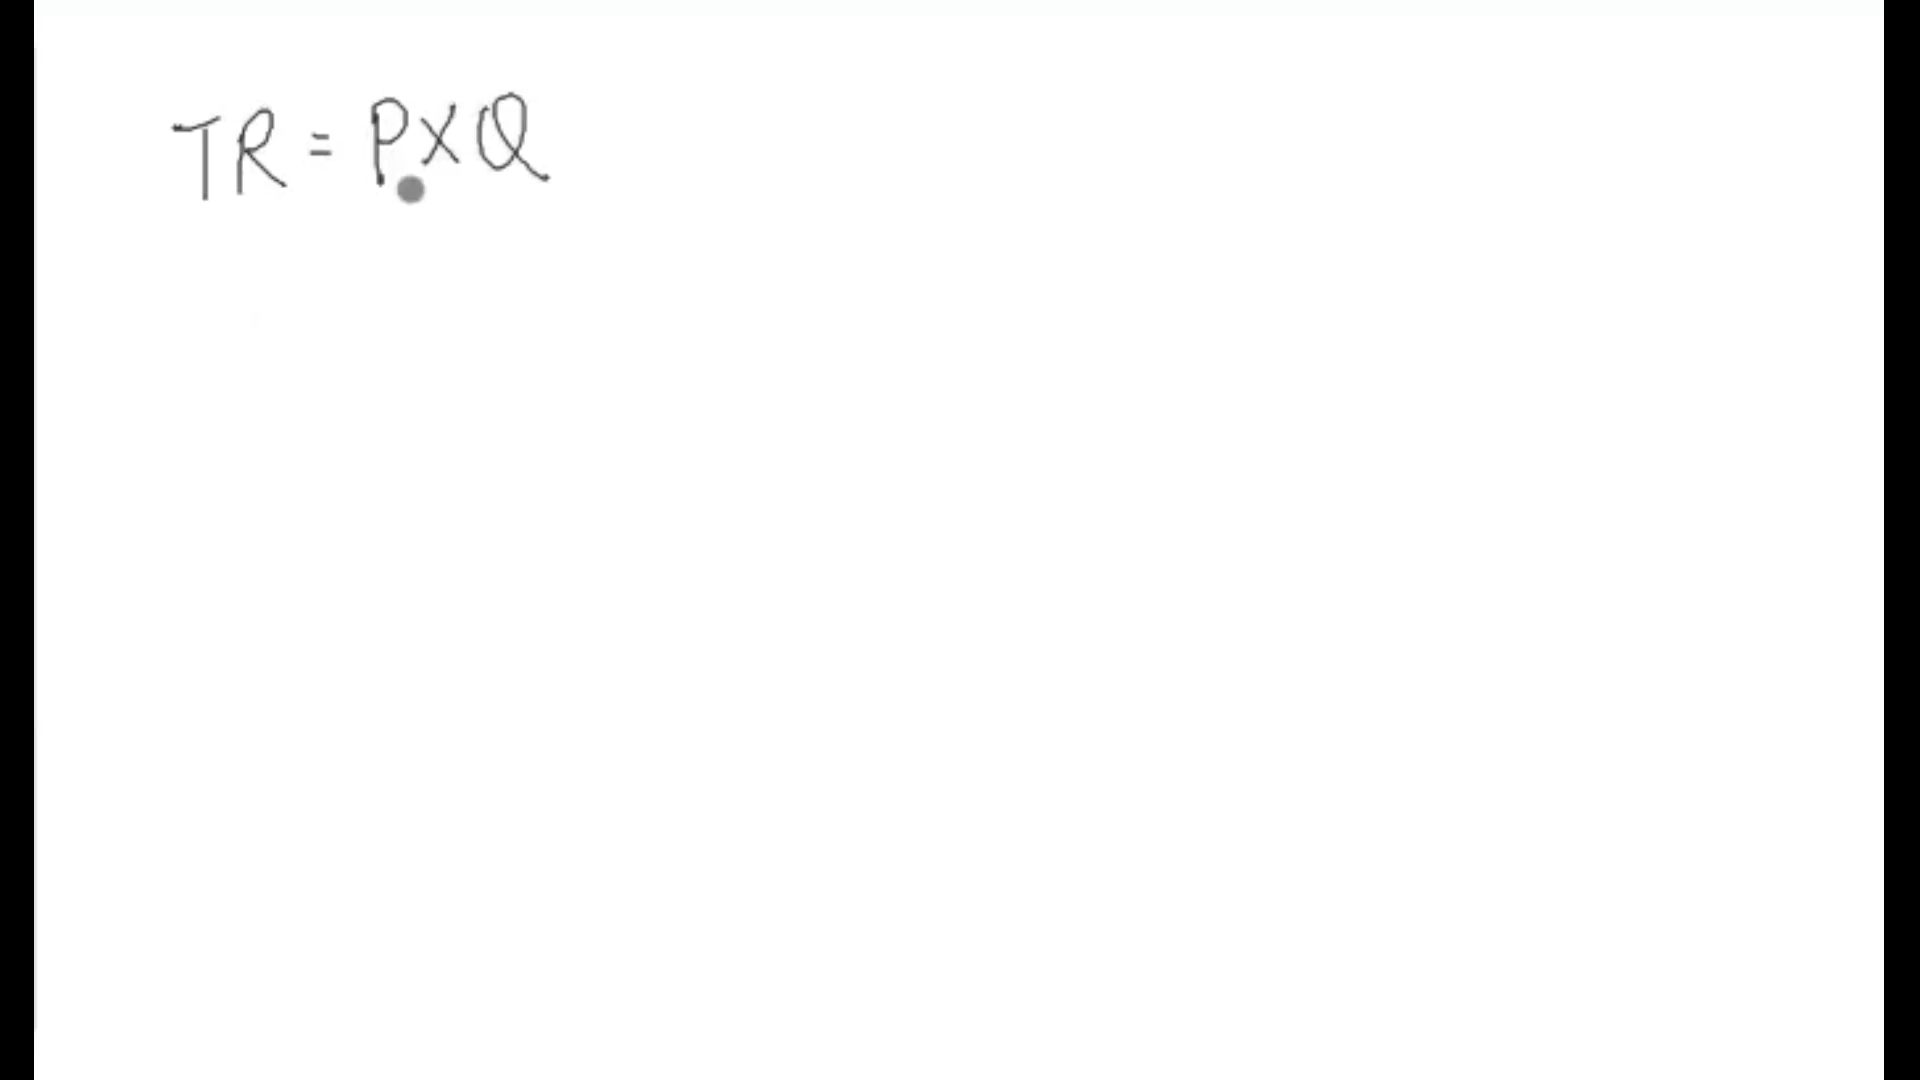 TR = P X Q